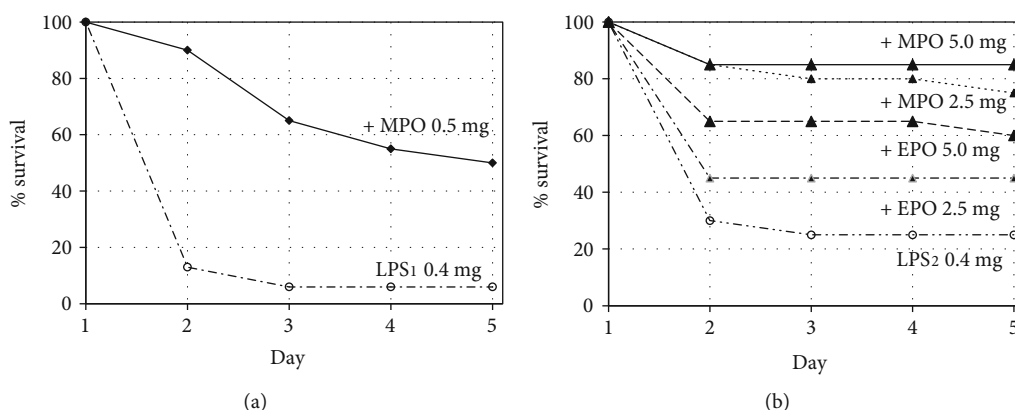 100
80
60
40
20
0
% survival
+ MPO 0.5 mg
LPS1 0.4 mg
1 2 3 4 5
Day
(a)
100
80
60
40
20
0
% survival
+ MPO 5.0 mg
+ MPO 2.5 mg
+ EPO 5.0 mg
+ EPO 2.5 mg
LPS2 0.4 mg
1 2 3 4 5
Day
(b)